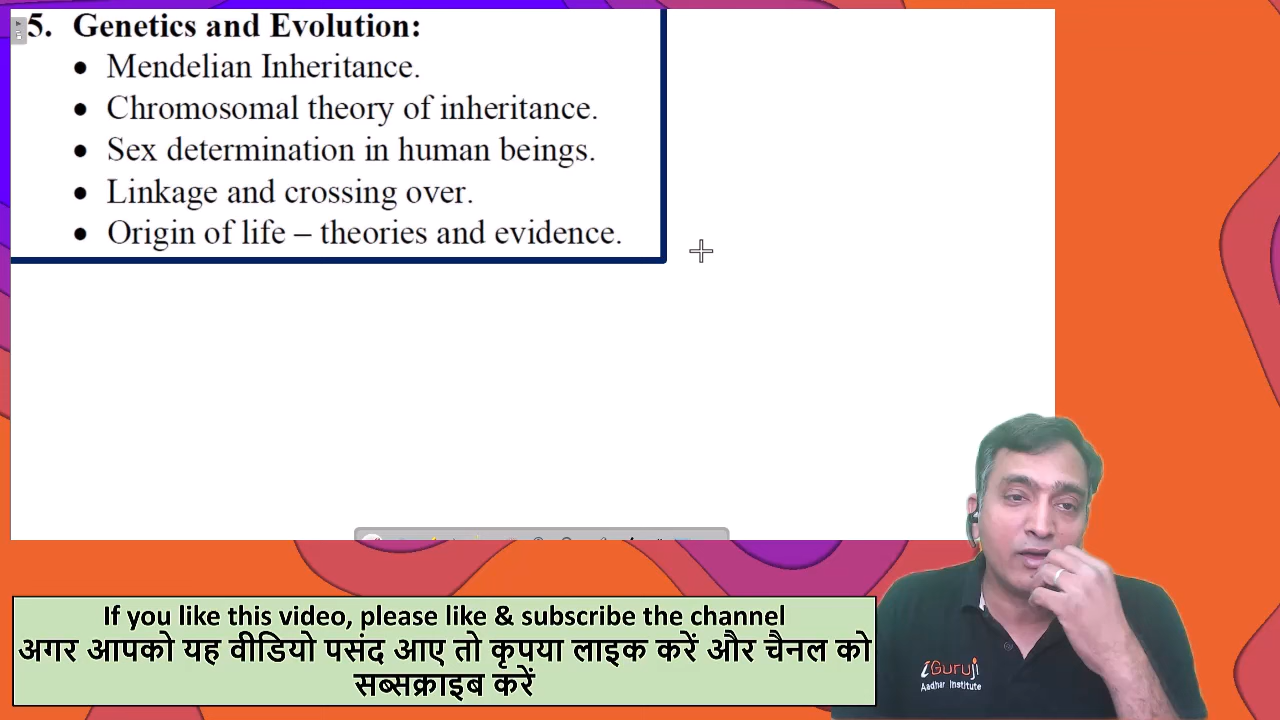 5. Genetics and Evolution:
• Mendelian Inheritance.
• Chromosomal theory of inheritance.
• Sex determination in human beings.
• Linkage and crossing over.
• Origin of life – theories and evidence.
iGuruji
Aadhar Institute
If you like this video, please like & subscribe the channel
अगर आपको यह वीडियो पसंद आए तो कृपया लाइक करें और चैनल को
सब्सक्राइब करें